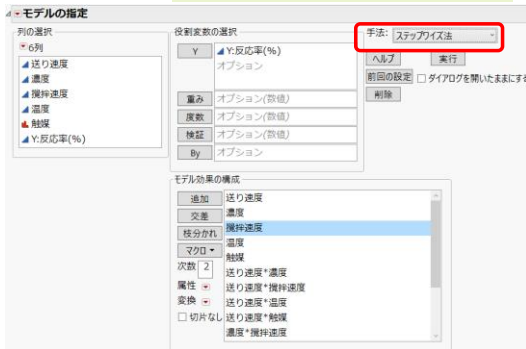 モデルの指定
列の選択
6列
送り速度
濃度
攪拌速度
温度
触媒
Y:反応率(%)
役割変数の選択
Y
Y:反応率(%)
オプション
重み
オプション(数値)
度数
オプション(数値)
検証
オプション(数値)
By
オプション
手法: ステップワイズ法
ヘルプ
実行
前回の設定
ダイアログを開いたままにする
削除
モデル効果の構成
追加
交差
枝分かれ
マクロ
次数 2
属性
変換
切片なし
送り速度
濃度
攪拌速度
温度
触媒
送り速度*濃度
送り速度*攪拌速度
送り速度*温度
送り速度*触媒
濃度*攪拌速度